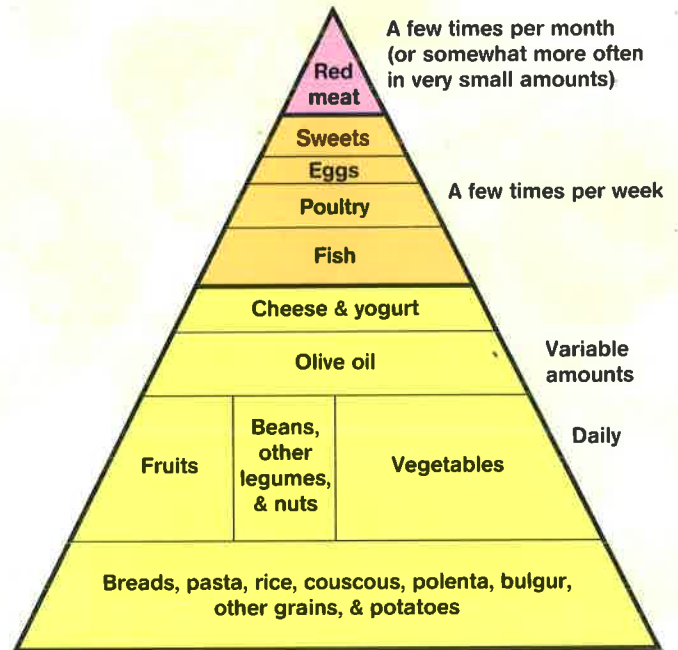 A few times per month
(or somewhat more often
in very small amounts)
Red
meat
Sweets
Eggs
Poultry
A few times per week
Fish
Cheese & yogurt
Olive oil
Variable
amounts
Daily
Fruits
Beans,
other
legumes,
& nuts
Vegetables
Breads, pasta, rice, couscous, polenta, bulgur,
other grains, & potatoes